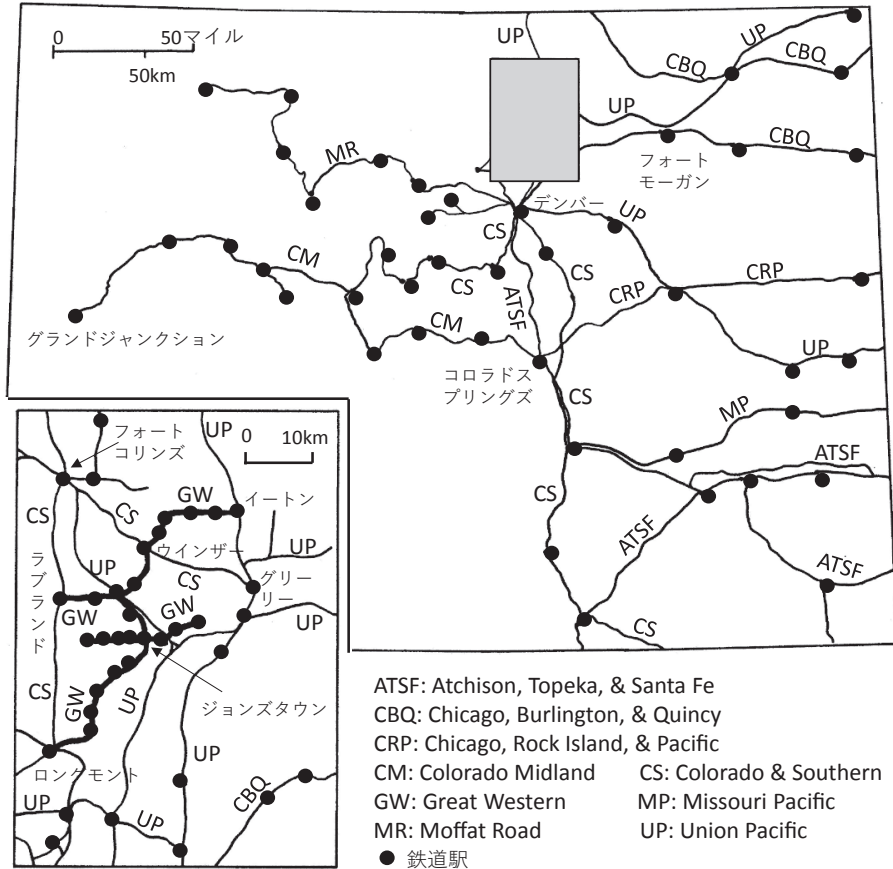 0 50マイル
50km
UP
UP
CBQ
CBQ
UP
CBQ
フォート
モーガン
MR
デンバー
UP
CS
CM
CS
CS
ATSF
CRP
CRP
グランドジャンクション
CM
コロラドス
プリングズ
UP
CS
MP
ATSF
CS
ATSF
ATSF
CS
フォート
コリンズ
UP
0 10km
GW
イートン
CS
CS
ウインザー
UP
ラブランド
UP
CS
グリー
リー
GW
GW
UP
CS
GW
UP
ジョンズタウン
UP
ロングモント
CBQ
UP
UP
ATSF: Atchison, Topeka, & Santa Fe
CBQ: Chicago, Burlington, & Quincy
CRP: Chicago, Rock Island, & Pacific
CM: Colorado Midland CS: Colorado & Southern
GW: Great Western MP: Missouri Pacific
MR: Moffat Road UP: Union Pacific
鉄道駅